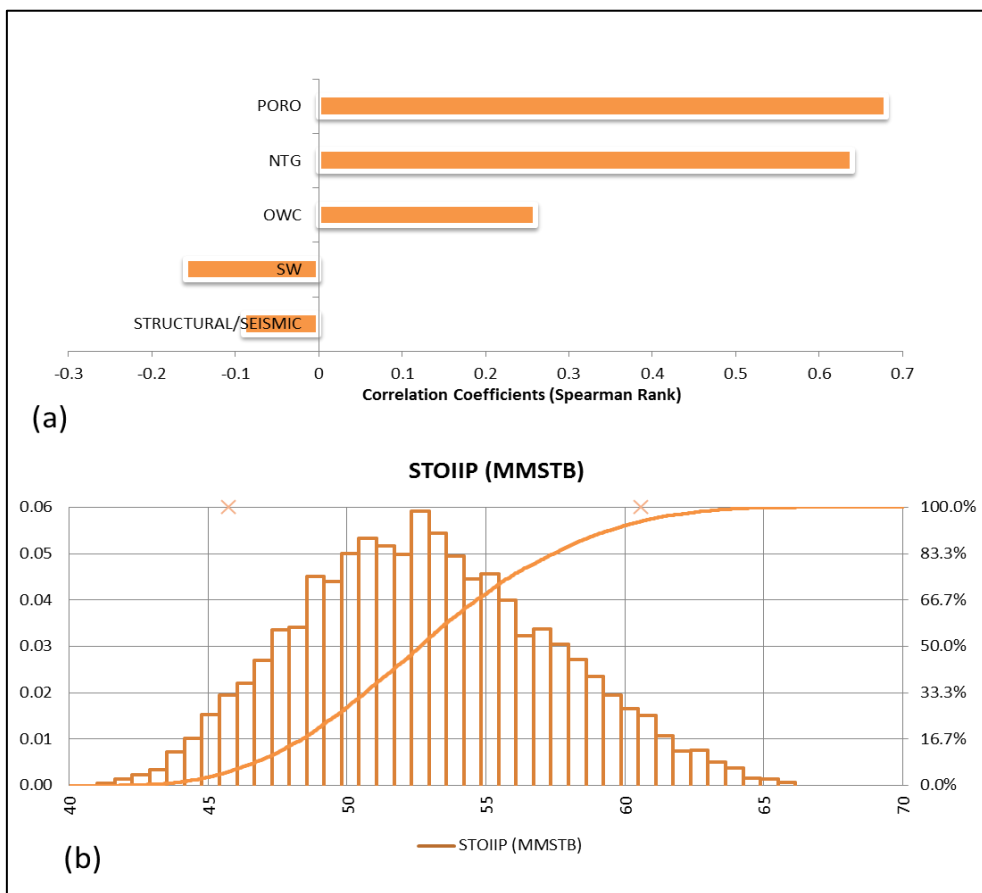 PORO
NTG
OWC
SW
STRUCTURAL/SEISMIC
-0.3 -0.2 -0.1 0 0.1 0.2 0.3 0.4 0.5 0.6 0.7
Correlation Coefficients (Spearman Rank)
(a)
STOIIP (MMSTB)
0.06 100.0%
0.05 83.3%
0.04 66.7%
0.03 50.0%
0.02 33.3%
0.01 16.7%
0.00 0.0%
40 45 50 55 60 65 70
(b)
STOIIP (MMSTB)